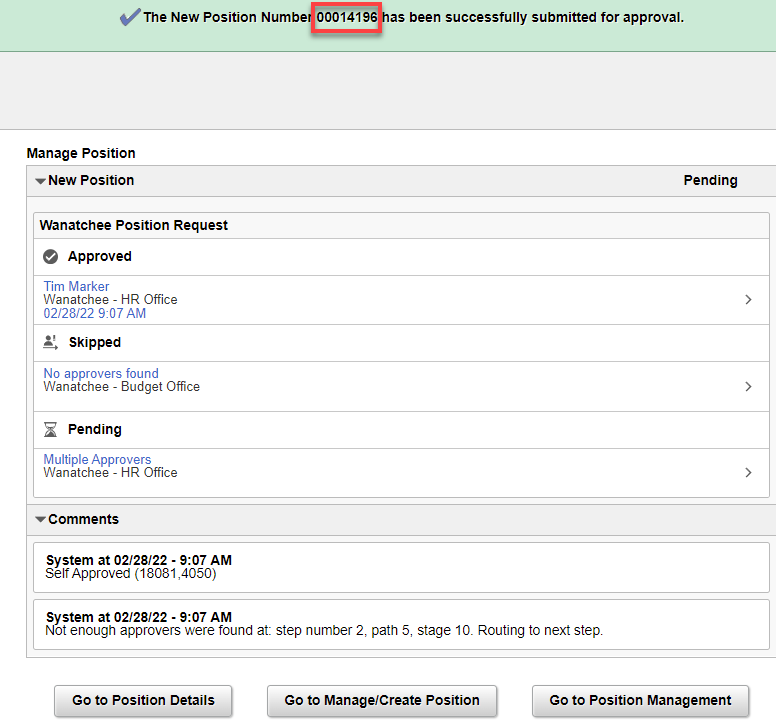 The New Position Number 00014196 has been successfully submitted for approval.
Manage Position
New Position Pending
Wanatchee Position Request
Approved
Tim Marker
Wanatchee - HR Office
02/28/22 9:07 AM
Skipped
No approvers found
Wanatchee - Budget Office
Pending
Multiple Approvers
Wanatchee - HR Office
Comments
System at 02/28/22 - 9:07 AM
Self Approved (18081,4050)
System at 02/28/22 - 9:07 AM
Not enough approvers were found at: step number 2, path 5, stage 10. Routing to next step.
Go to Position Details Go to Manage/Create Position Go to Position Management